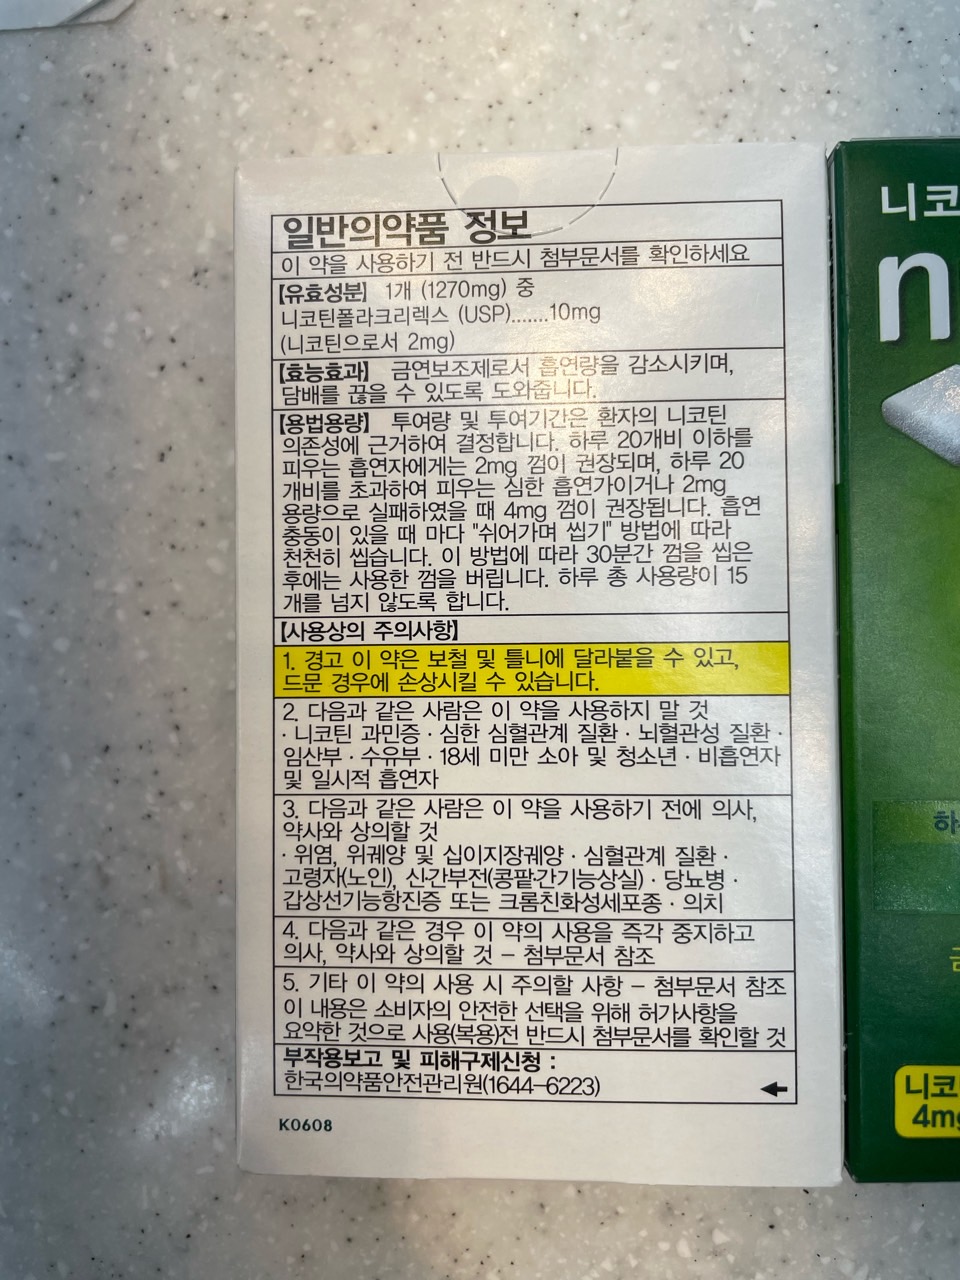 일반의약품 정보
이 약을 사용하기 전 반드시 첨부문서를 확인하세요
【유효성분】 1개 (1270mg) 중
니코틴폴라크리렉스 (USP).......10mg
(니코틴으로서 2mg)
【효능효과】 금연보조제로서 흡연량을 감소시키며,
담배를 끊을 수 있도록 도와줍니다.
【용법용량】 투여량 및 투여기간은 환자의 니코틴
의존성에 근거하여 결정합니다. 하루 20개비 이하를
피우는 흡연자에게는 2mg 껌이 권장되며, 하루 20
개비를 초과하여 피우는 심한 흡연가이거나 2mg
용량으로 실패하였을 때 4mg 껌이 권장됩니다. 흡연
충동이 있을 때 마다 "쉬어가며 씹기" 방법에 따라
천천히 씹습니다. 이 방법에 따라 30분간 껌을 씹은
후에는 사용한 껌을 버립니다. 하루 총 사용량이 15
개를 넘지 않도록 합니다.
【사용상의 주의사항】
1. 경고 이 약은 보철 및 틀니에 달라붙을 수 있고,
드문 경우에 손상시킬 수 있습니다.
2. 다음과 같은 사람은 이 약을 사용하지 말 것
· 니코틴 과민증 · 심한 심혈관계 질환 · 뇌혈관성 질환 ·
임산부 · 수유부 · 18세 미만 소아 및 청소년 · 비흡연자
및 일시적 흡연자
3. 다음과 같은 사람은 이 약을 사용하기 전에 의사,
약사와 상의할 것
· 위염, 위궤양 및 십이지장궤양 · 심혈관계 질환 ·
고령자(노인), 신·간부전(콩팥·간기능상실) · 당뇨병 ·
갑상선기능항진증 또는 크롬친화성세포종 · 의치
4. 다음과 같은 경우 이 약의 사용을 즉각 중지하고
의사, 약사와 상의할 것 – 첨부문서 참조
5. 기타 이 약의 사용 시 주의할 사항 – 첨부문서 참조
이 내용은 소비자의 안전한 선택을 위해 허가사항을
요약한 것으로 사용(복용)전 반드시 첨부문서를 확인할 것
부작용보고 및 피해구제신청 :
한국의약품안전관리원(1644-6223)
K0608
니코
n
하
니코
4mg